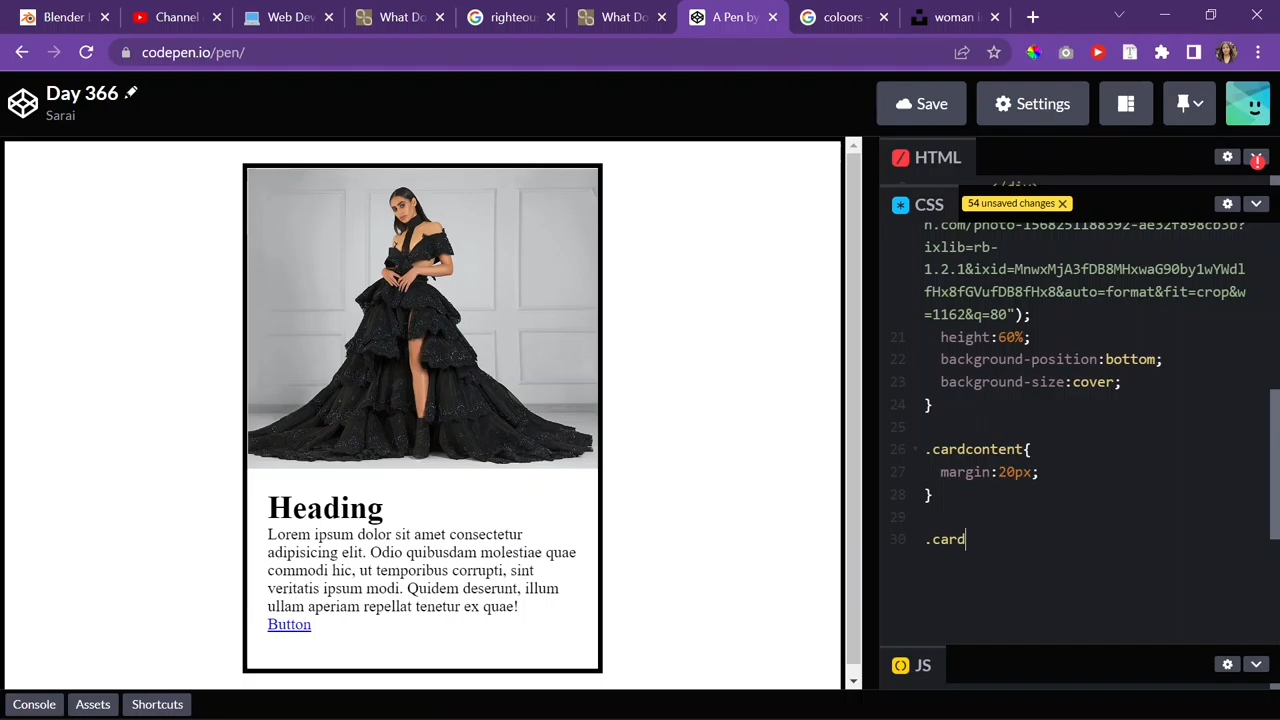 Blender
Channel
Web Dev
What Do
righteou
What Do
A Pen by
coloors -
woman i
codepen.io/pen/
Day 366
Sarai
Save
Settings
HTML
</div>
CSS
54 unsaved changes X
n.com/photo-1568251188392-ae32f898cb3b?
ixlib=rb-
1.2.1&ixid=MnwxMjA3fDB8MHxwaG90by1wYWdl
fHx8fGVufDB8fHx8&auto=format&fit=crop&w
=1162&q=80");
21 height:60%;
22 background-position:bottom;
23 background-size:cover;
24 }
25
26 .cardcontent{
27 margin:20px;
28 }
29
30 .card
Heading
Lorem ipsum dolor sit amet consectetur
adipisicing elit. Odio quibusdam molestiae quae
commodi hic, ut temporibus corrupti, sint
veritatis ipsum modi. Quidem deserunt, illum
ullam aperiam repellat tenetur ex quae!
Button
JS
Console
Assets
Shortcuts